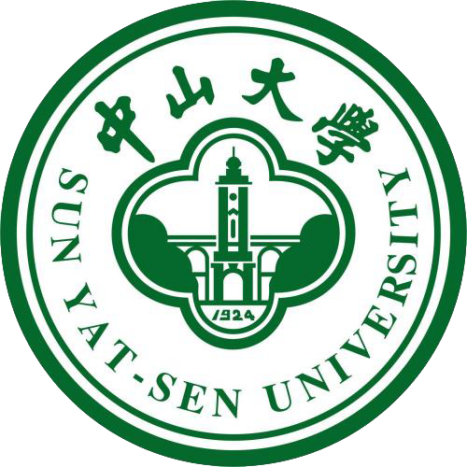 中山大學
1924
SUN YAT-SEN UNIVERSITY